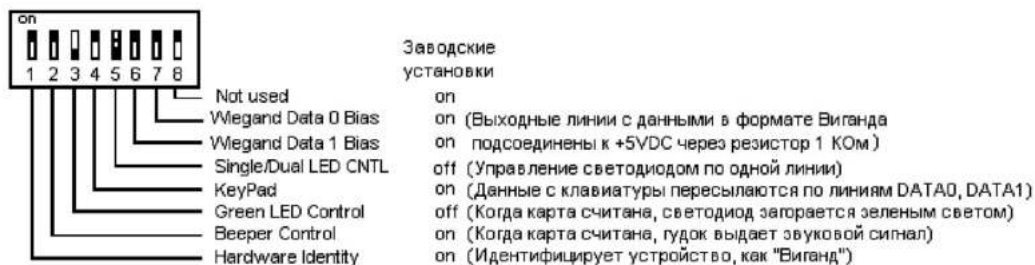 on
1 2 3 4 5 6 7 8
Заводские
установки
Not used on
Wiegand Data 0 Bias on (Выходные линии с данными в формате Виганда
Wiegand Data 1 Bias on подсоединены к +5VDC через резистор 1 КОм)
Single/Dual LED CNTL off (Управление светодиодом по одной линии)
KeyPad on (Данные с клавиатуры пересылаются по линиям DATA0, DATA1)
Green LED Control off (Когда карта считана, светодиод загорается зеленым светом)
Beeper Control on (Когда карта считана, гудок выдает звуковой сигнал)
Hardware Identity on (Идентифицирует устройство, как "Виганд")